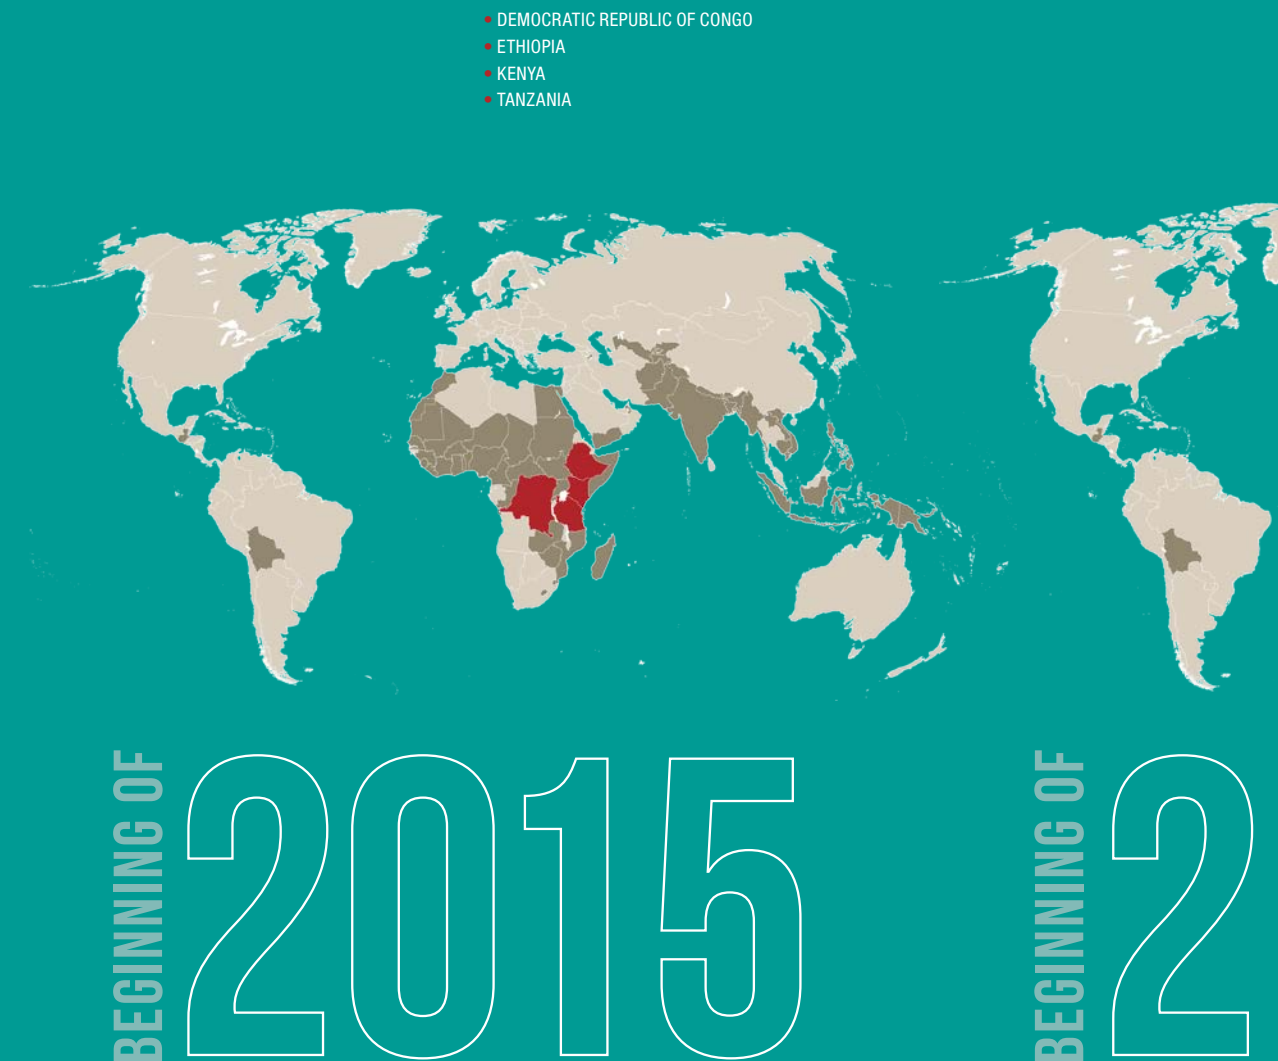 • DEMOCRATIC REPUBLIC OF CONGO
• ETHIOPIA
• KENYA
• TANZANIA
BEGINNING OF
2015
BEGINNING OF
2